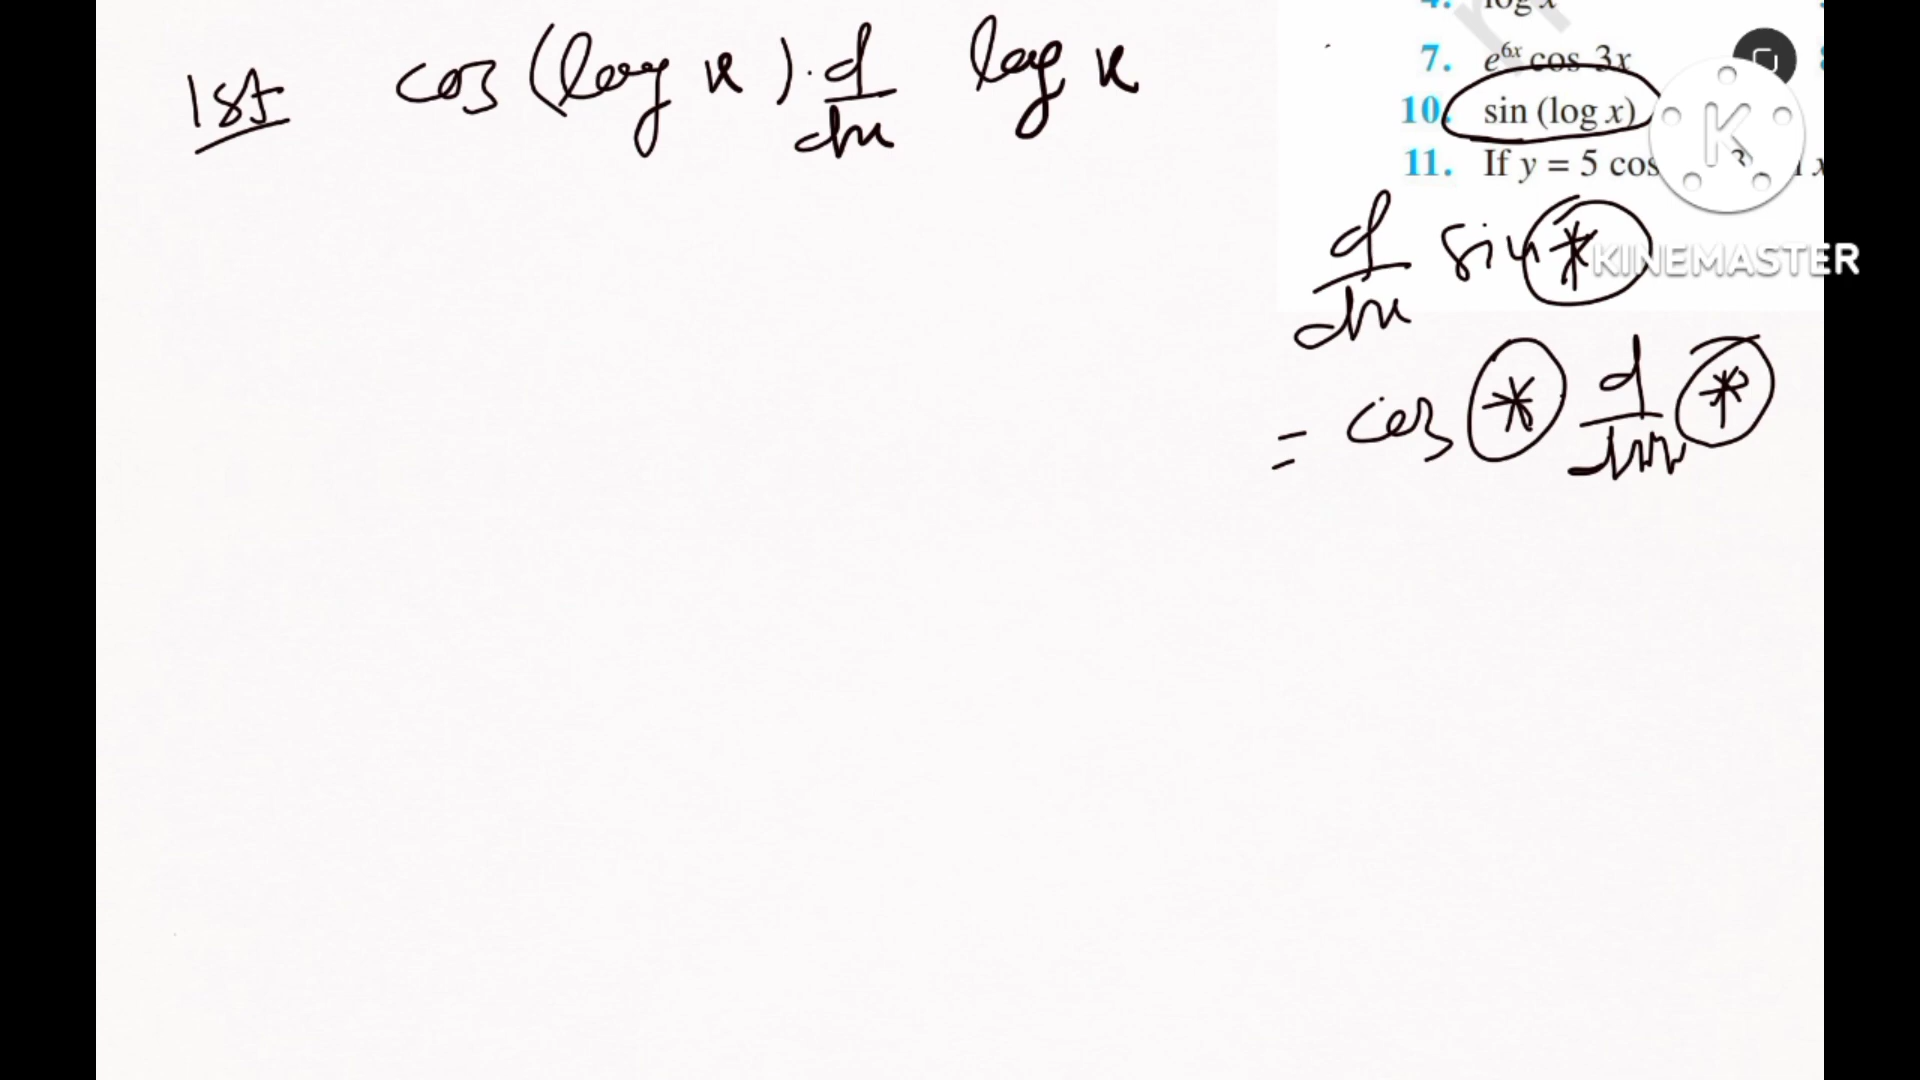 log x
7. e^{6x} cos 3x
10. sin (log x)
11. If y = 5 cos
KINEMASTER
1st cos (log x) · d/dx log x
d/dx sin *
= cos * d/dx *